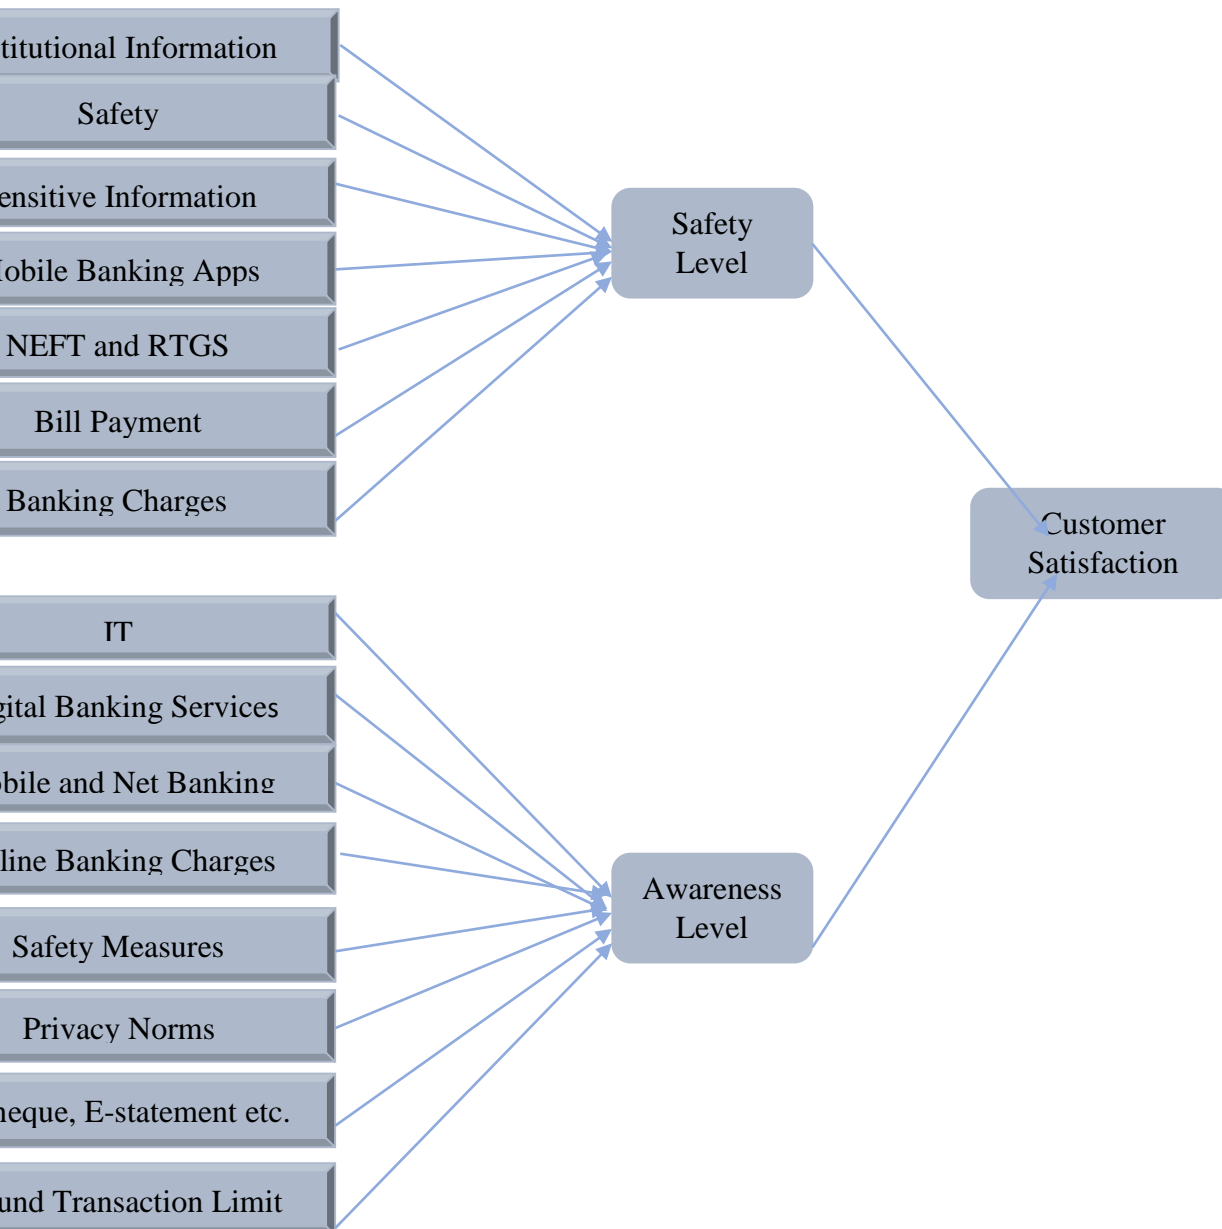 titutional Information
Safety
ensitive Information
obile Banking Apps
NEFT and RTGS
Bill Payment
Banking Charges
Safety
Level
Customer
Satisfaction
IT
gital Banking Services
bile and Net Banking
line Banking Charges
Safety Measures
Privacy Norms
heque, E-statement etc.
und Transaction Limit
Awareness
Level